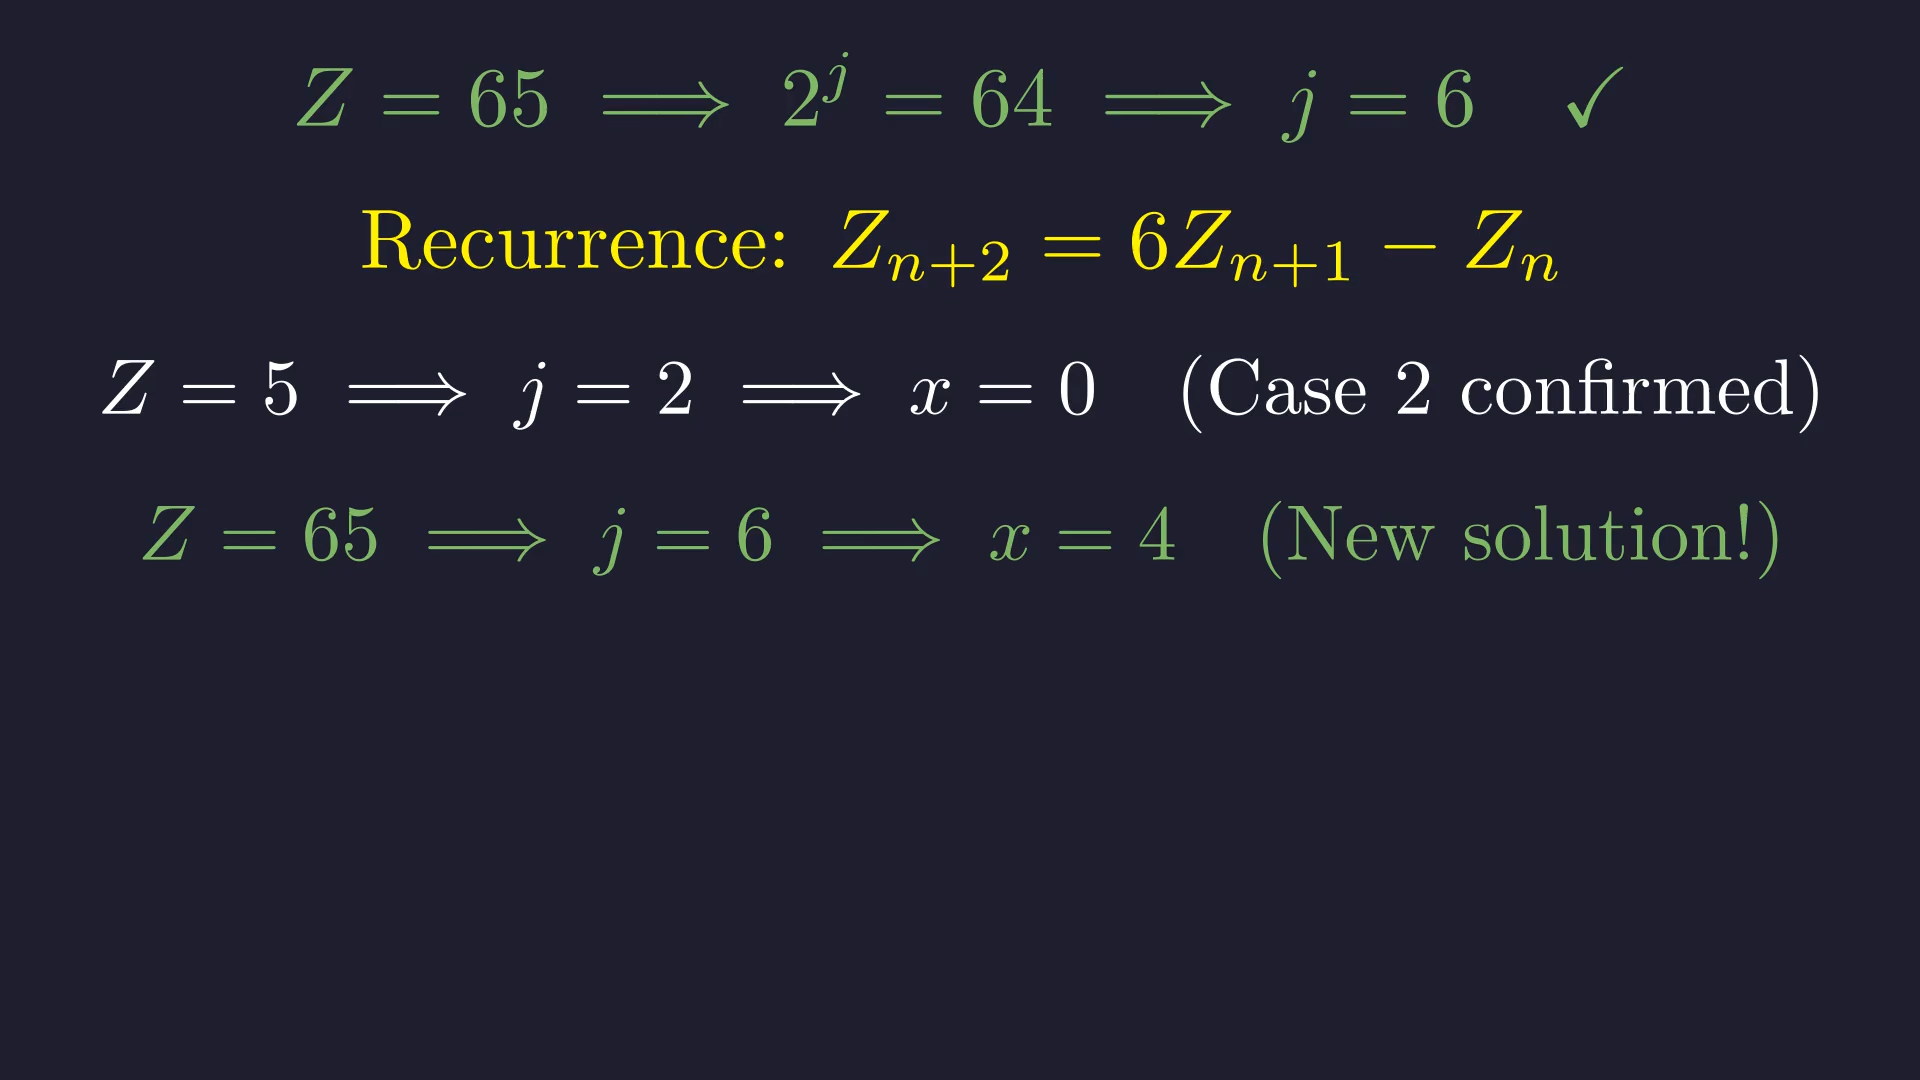 Z = 65 ⟹ 2^j = 64 ⟹ j = 6 ✓
Recurrence: Z_{n+2} = 6Z_{n+1} − Z_n
Z = 5 ⟹ j = 2 ⟹ x = 0 (Case 2 confirmed)
Z = 65 ⟹ j = 6 ⟹ x = 4 (New solution!)